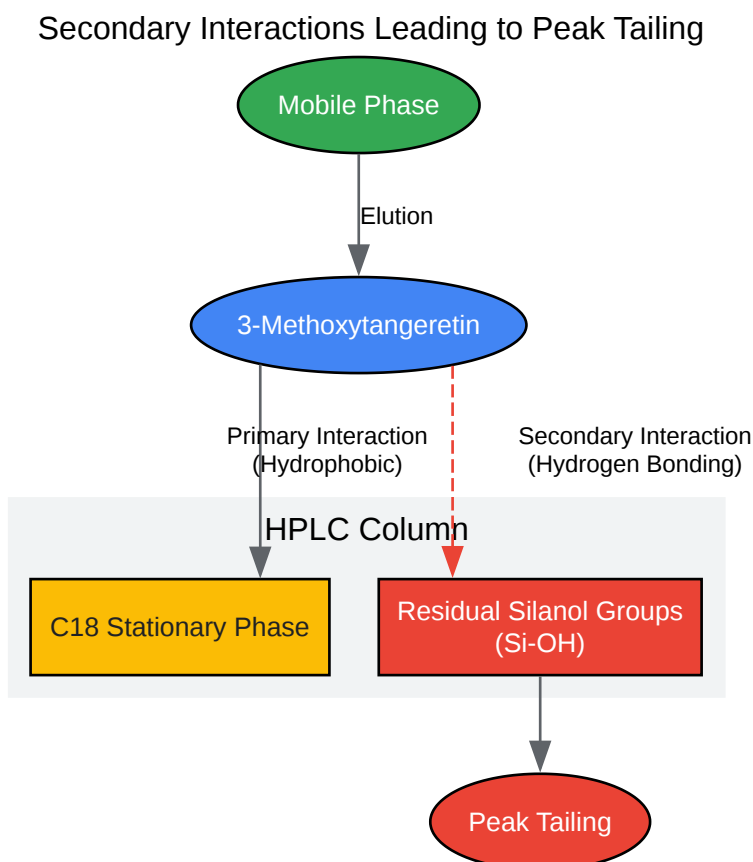 Secondary Interactions Leading to Peak Tailing
Mobile Phase
Elution
3-Methoxytangeretin
Primary Interaction
(Hydrophobic)
Secondary Interaction
(Hydrogen Bonding)
HPLC Column
C18 Stationary Phase
Residual Silanol Groups
(Si-OH)
Peak Tailing